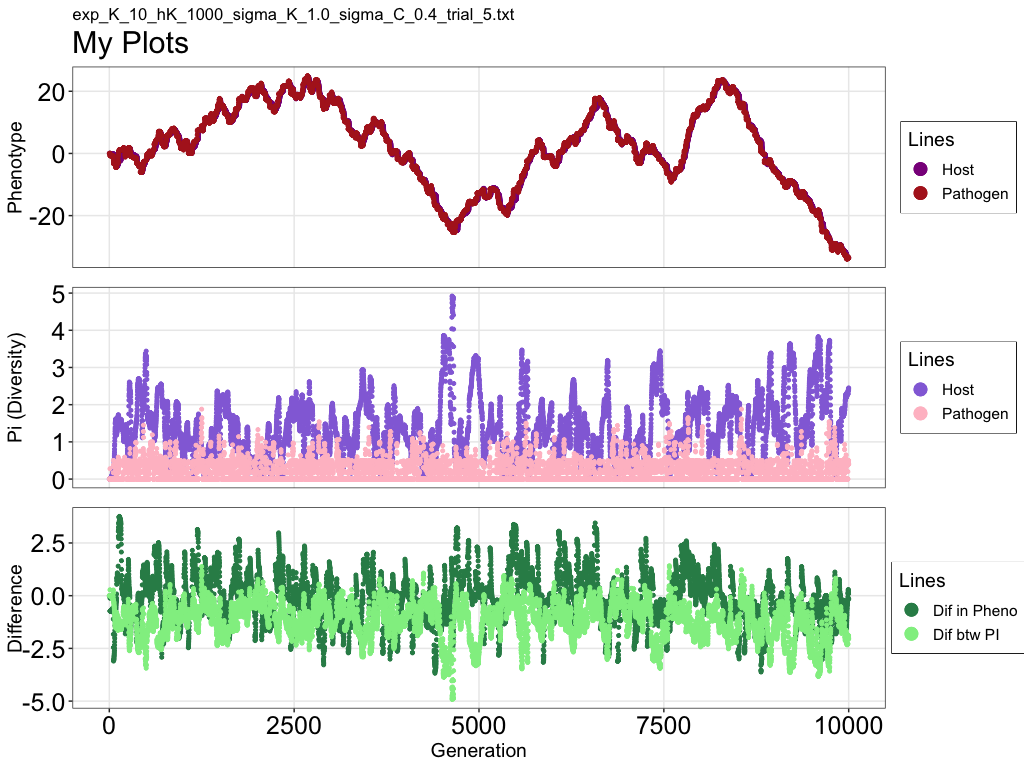 exp_K_10_hK_1000_sigma_K_1.0_sigma_C_0.4_trial_5.txt
My Plots
Phenotype
20
0
-20
Lines
Host
Pathogen
Pi (Diversity)
5
4
3
2
1
0
Lines
Host
Pathogen
Difference
2.5
0.0
-2.5
-5.0
Lines
Dif in Pheno
Dif btw PI
0 2500 5000 7500 10000
Generation